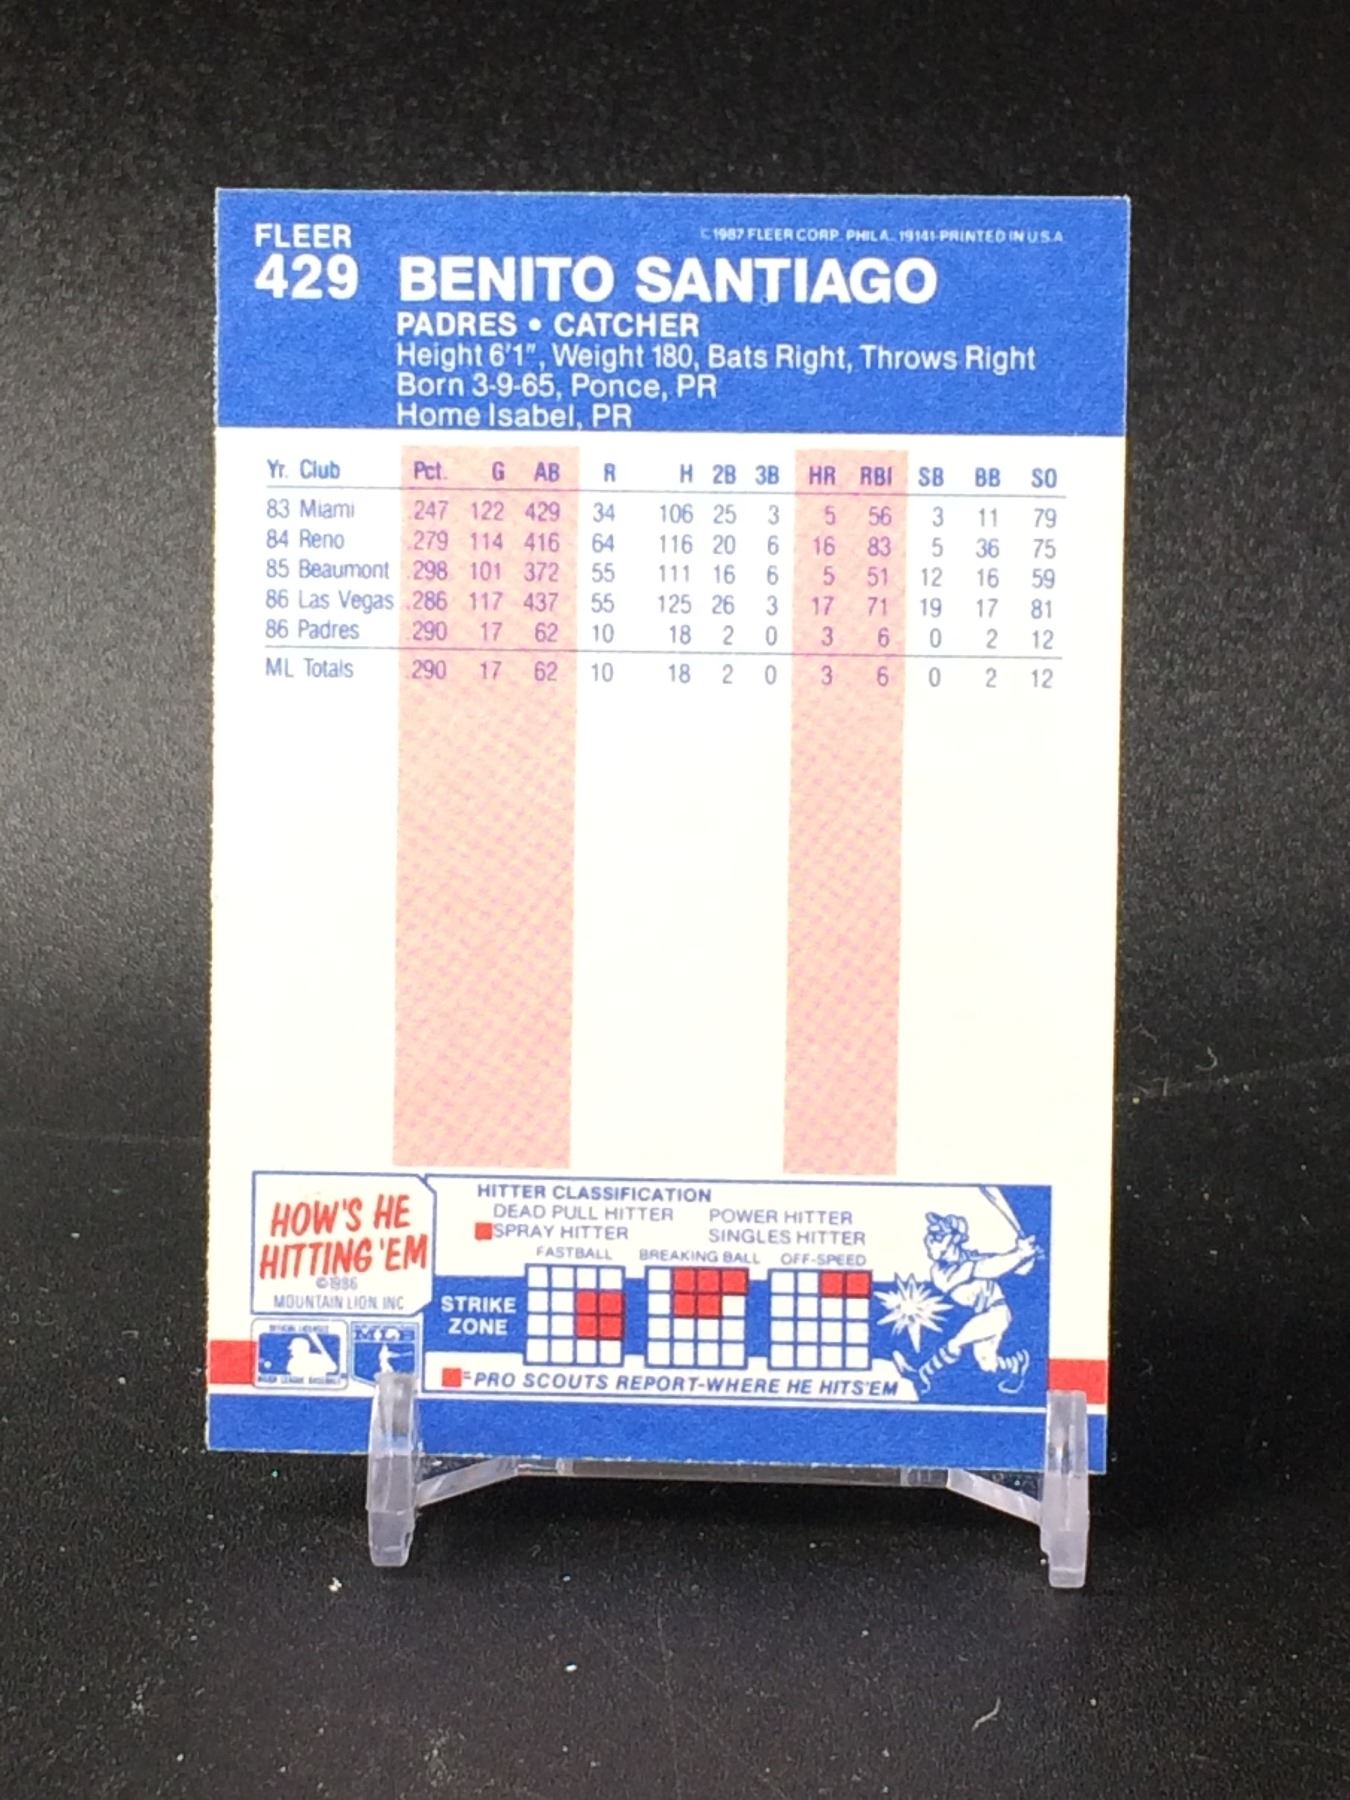 FLEER
©1987 FLEER CORP. PHILA., 19141-PRINTED IN U.S.A.
429 BENITO SANTIAGO
PADRES • CATCHER
Height 6'1", Weight 180, Bats Right, Throws Right
Born 3-9-65, Ponce, PR
Home Isabel, PR
Yr. Club Pct. G AB R H 2B 3B HR RBI SB BB SO
83 Miami .247 122 429 34 106 25 3 5 56 3 11 79
84 Reno .279 114 416 64 116 20 6 16 83 5 36 75
85 Beaumont .298 101 372 55 111 16 6 5 51 12 16 59
86 Las Vegas .286 117 437 55 125 26 3 17 71 19 17 81
86 Padres .290 17 62 10 18 2 0 3 6 0 2 12
ML Totals .290 17 62 10 18 2 0 3 6 0 2 12
HOW'S HE
HITTING 'EM
©1986
MOUNTAIN LION, INC
HITTER CLASSIFICATION
DEAD PULL HITTER POWER HITTER
SPRAY HITTER SINGLES HITTER
FASTBALL BREAKING BALL OFF-SPEED
STRIKE
ZONE
=PRO SCOUTS REPORT-WHERE HE HITS'EM
MAJOR LEAGUE BASEBALL
MLB